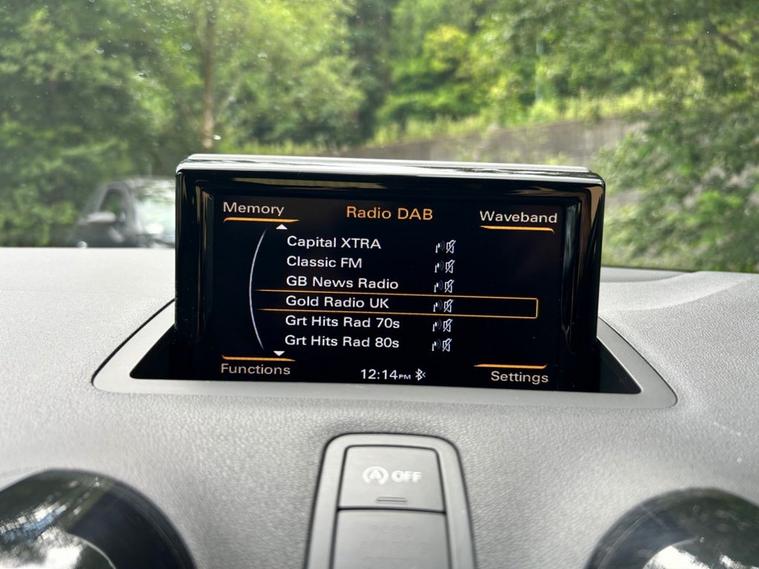 Memory
Radio DAB
Waveband
Capital XTRA
Classic FM
GB News Radio
Gold Radio UK
Grt Hits Rad 70s
Grt Hits Rad 80s
Functions
12:14PM
Settings
A OFF